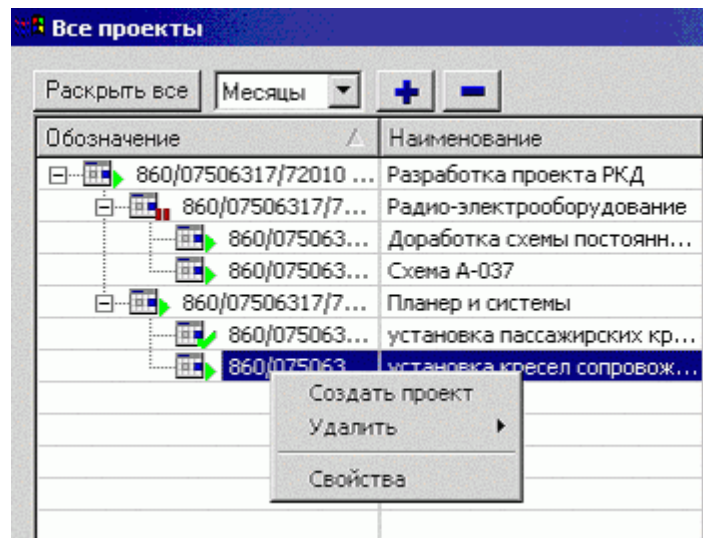 Все проекты
Раскрыть все Месяцы
Обозначение Наименование
860/07506317/72010 ... Разработка проекта РКД
860/07506317/7... Радио-электрооборудование
860/075063... Доработка схемы постоянн...
860/075063... Схема А-037
860/07506317/7... Планер и системы
860/075063... установка пассажирских кр...
860/075063... установка кресел сопровож...
Создать проект
Удалить
Свойства